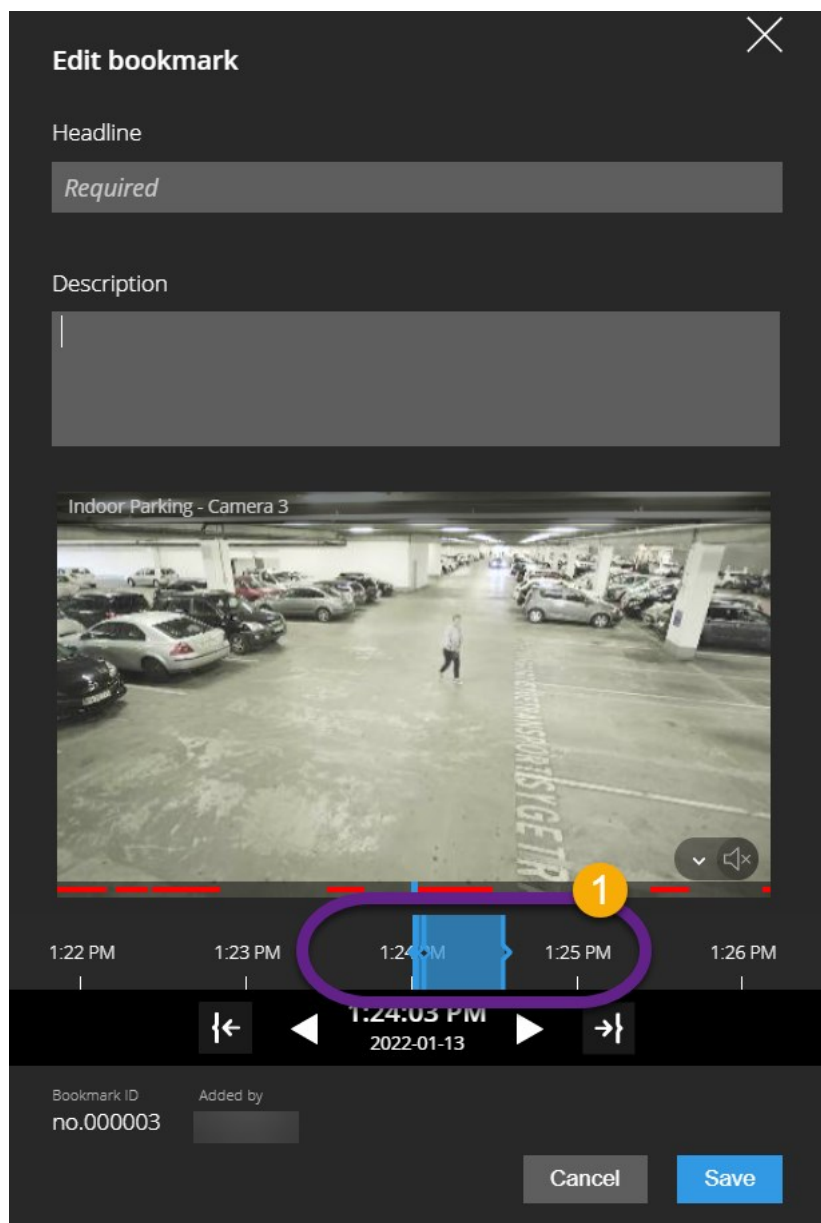 Edit bookmark
Headline
Required
Description
Indoor Parking - Camera 3
1
1:22 PM 1:23 PM 1:24 PM 1:25 PM 1:26 PM
1:24:03 PM
2022-01-13
Bookmark ID Added by
no.000003
Cancel Save